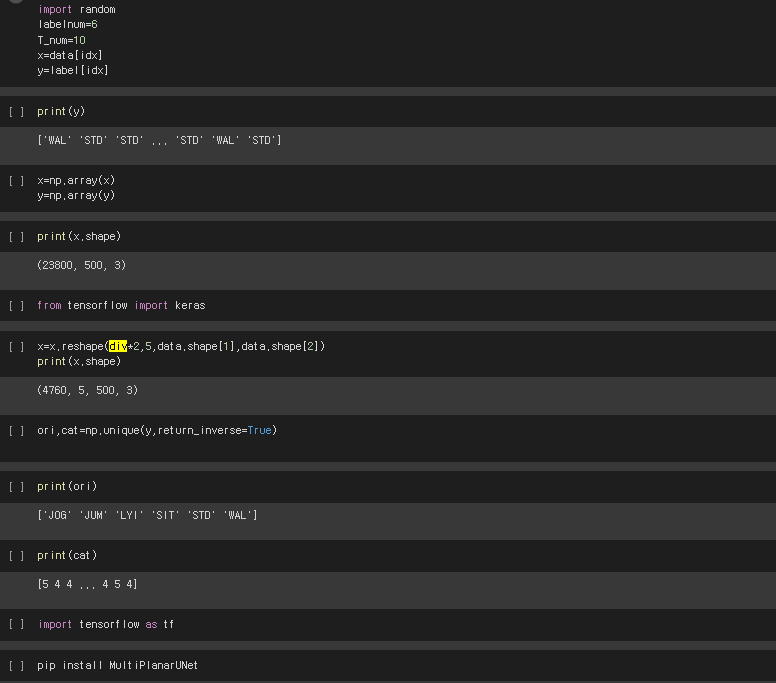 import random
labelnum=6
T_num=10
x=data[idx]
y=label[idx]
[ ] print(y)
['WAL' 'STD' 'STD' ... 'STD' 'WAL' 'STD']
[ ] x=np.array(x)
y=np.array(y)
[ ] print(x.shape)
(23800, 500, 3)
[ ] from tensorflow import keras
[ ] x=x.reshape(div*2,5,data.shape[1],data.shape[2])
print(x.shape)
(4760, 5, 500, 3)
[ ] ori,cat=np.unique(y,return_inverse=True)
[ ] print(ori)
['JOG' 'JUM' 'LYI' 'SIT' 'STD' 'WAL']
[ ] print(cat)
[5 4 4 ... 4 5 4]
[ ] import tensorflow as tf
[ ] pip install MultiPlanarUNet